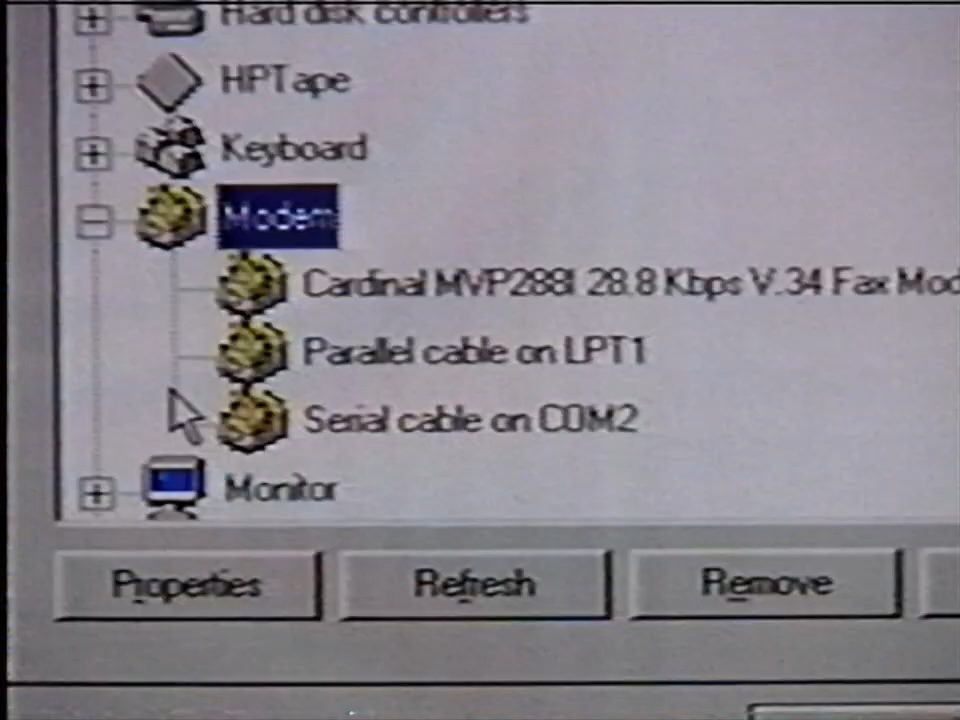 Hard disk controllers
HPTape
Keyboard
Modem
Cardinal MVP288I 28.8 Kbps V.34 Fax Mod
Parallel cable on LPT1
Serial cable on COM2
Monitor
Properties
Refresh
Remove